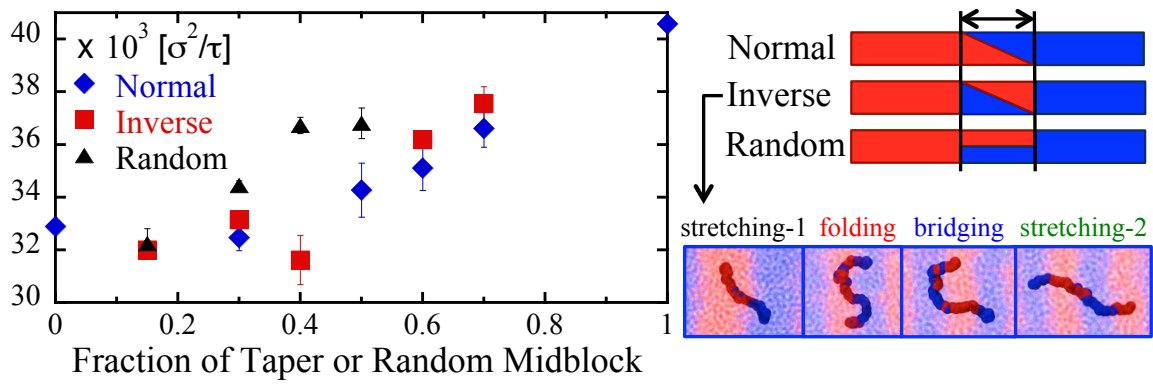 40
38
36
34
32
30
x 10³ [σ²/τ]
Normal
Inverse
Random
0
0.2
0.4
0.6
0.8
1
Fraction of Taper or Random Midblock
Normal
Inverse
Random
stretching-1 folding bridging stretching-2